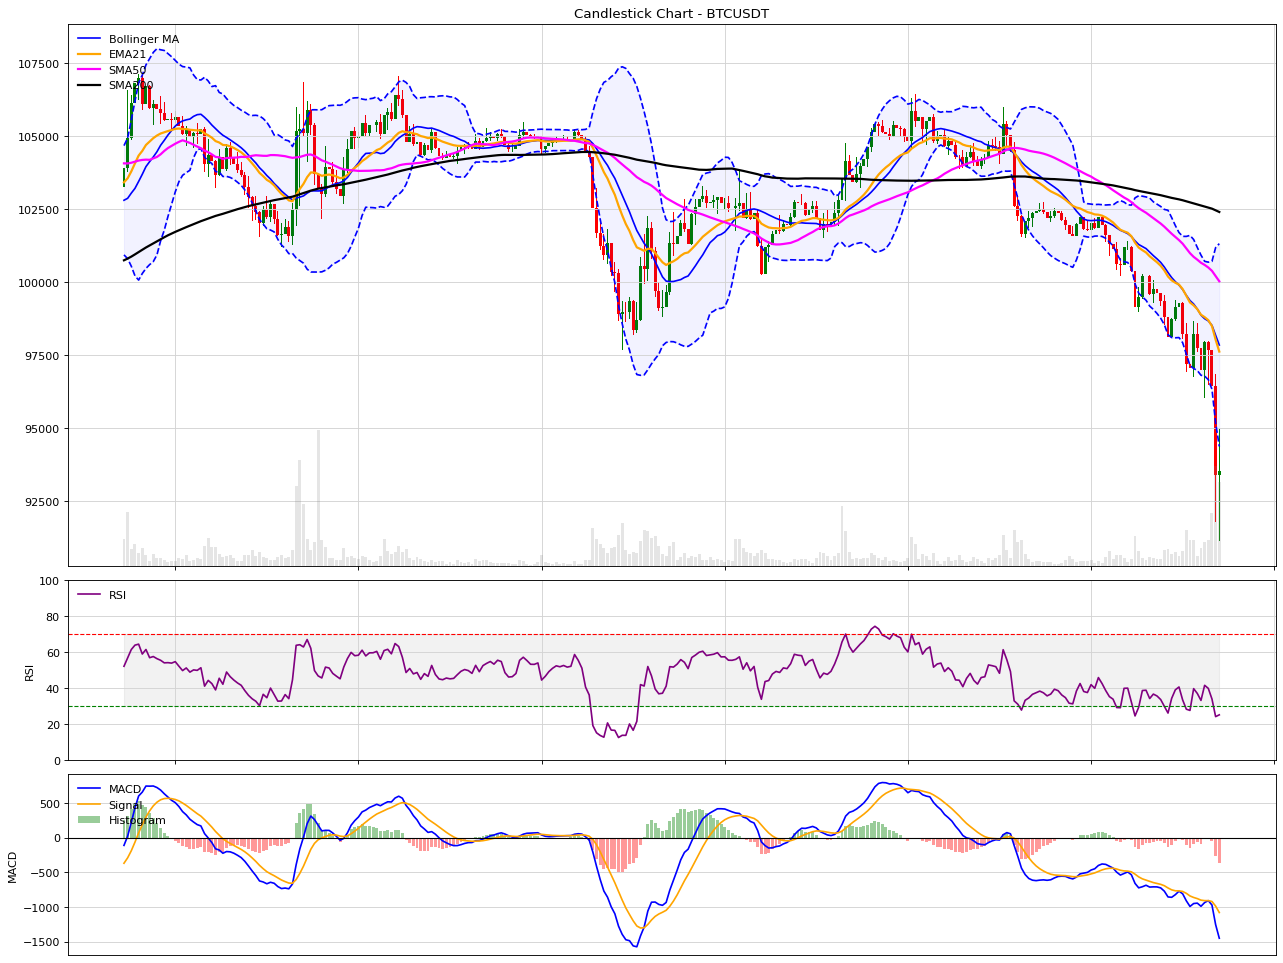 Candlestick Chart - BTCUSDT
Bollinger MA
EMA21
SMA50
SMA200
107500
105000
102500
100000
97500
95000
92500
RSI
100
80
60
40
20
0
RSI
MACD
Signal
Histogram
500
0
−500
−1000
−1500
MACD